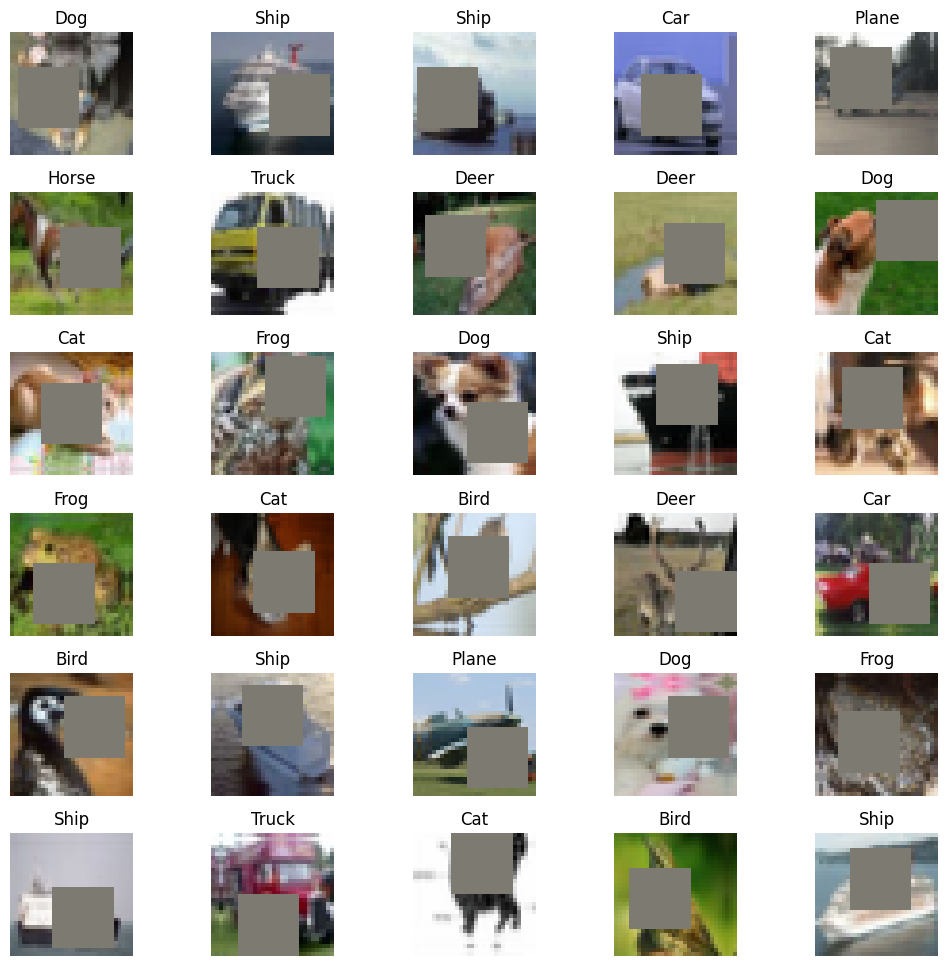 Dog Ship Ship Car Plane
Horse Truck Deer Deer Dog
Cat Frog Dog Ship Cat
Frog Cat Bird Deer Car
Bird Ship Plane Dog Frog
Ship Truck Cat Bird Ship